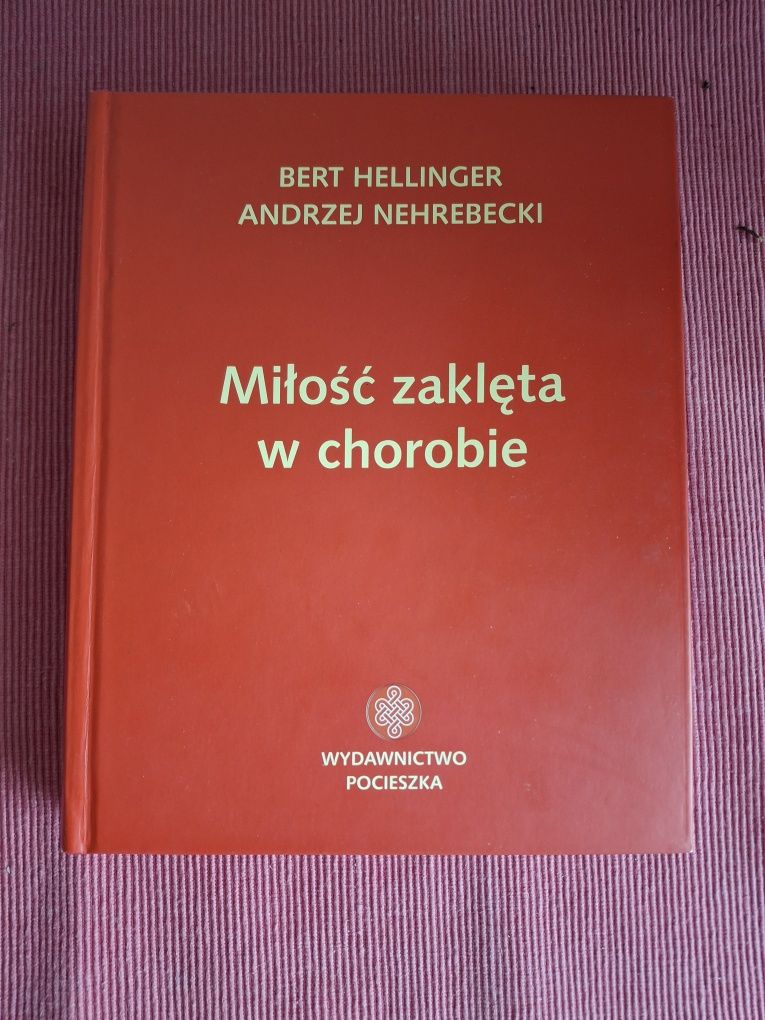 BERT HELLINGER
ANDRZEJ NEHREBECKI
Miłość zaklęta
w chorobie
WYDAWNICTWO
POCIESZKA